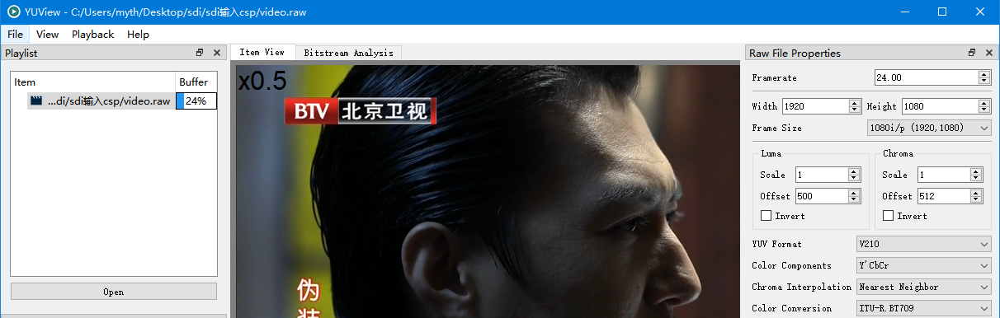 YUView - C:/Users/myth/Desktop/sdi/sdi输入csp/video.raw
File View Playback Help
Playlist
Item Buffer
...di/sdi输入csp/video.raw 24%
Open
Item View Bitstream Analysis
x0.5
BTV 北京卫视
伪
装
Raw File Properties
Framerate 24.00
Width 1920 Height 1080
Frame Size 1080i/p (1920,1080)
Luma Chroma
Scale 1 Scale 1
Offset 500 Offset 512
Invert Invert
YUV Format V210
Color Components Y'CbCr
Chroma Interpolation Nearest Neighbor
Color Conversion ITU-R.BT709